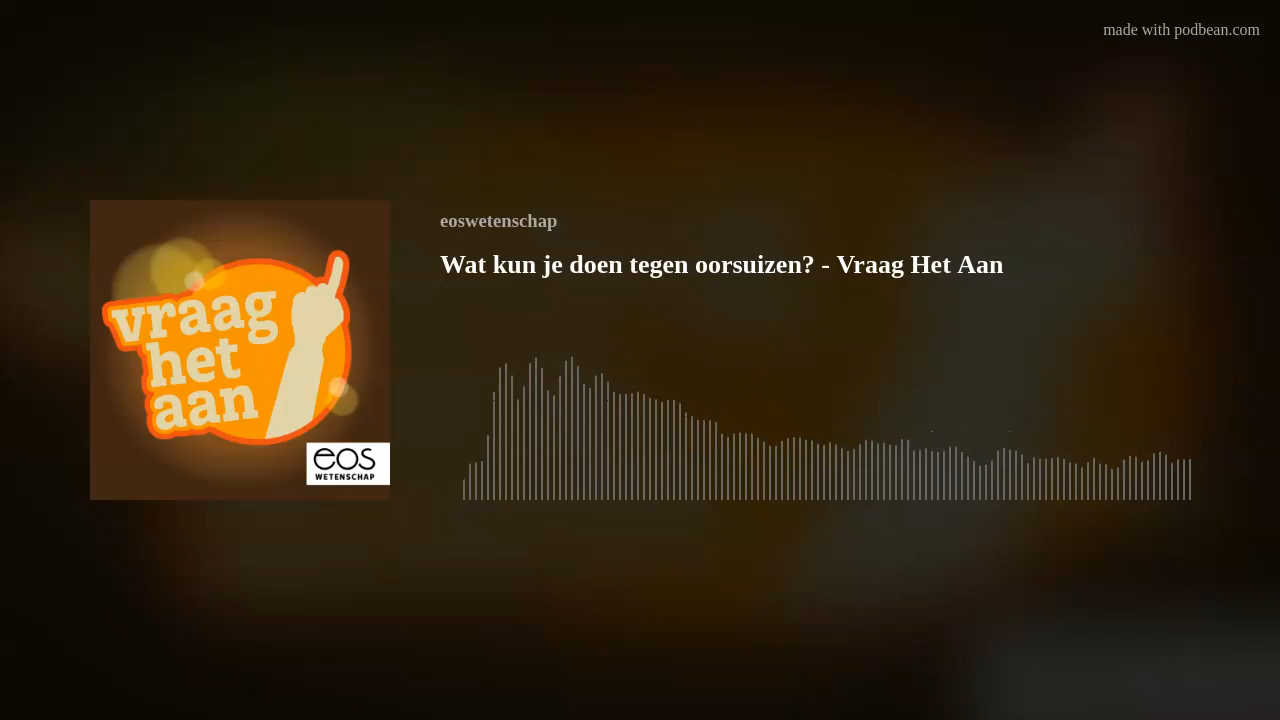 made with podbean.com
eoswetenschap
Wat kun je doen tegen oorsuizen? - Vraag Het Aan
vraag
het
aan
eos
WETENSCHAP